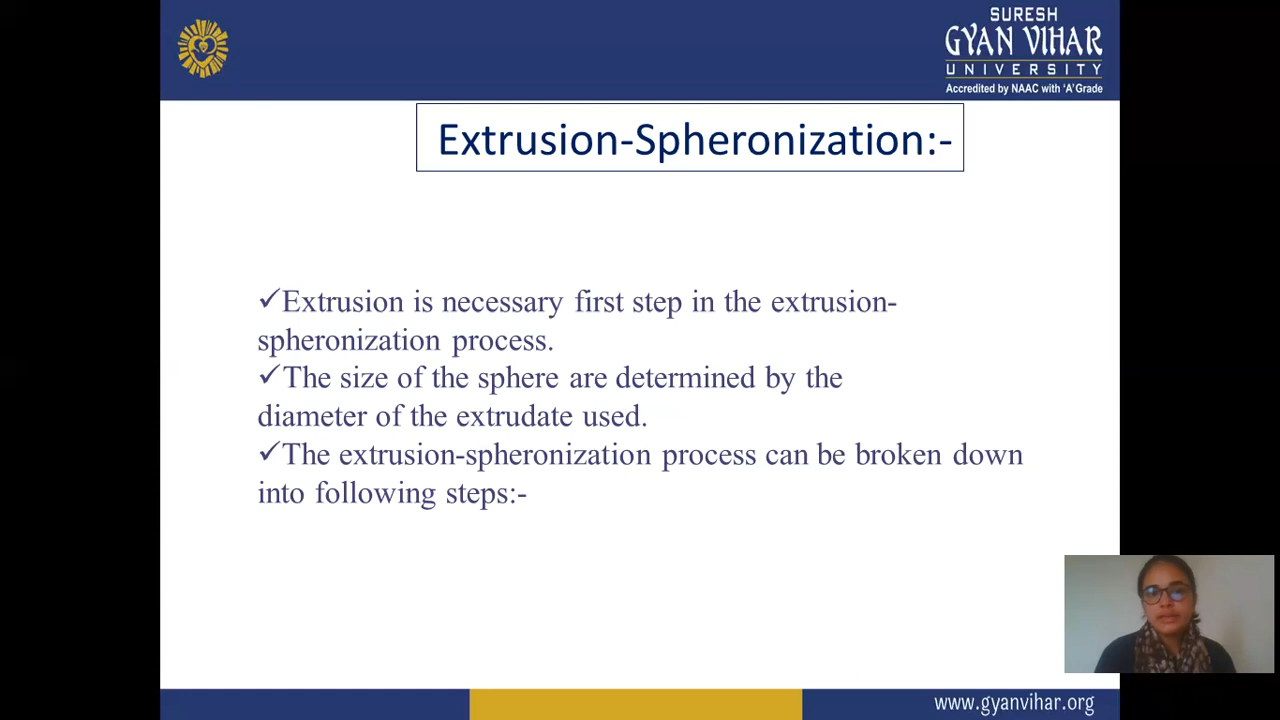 SURESH
GYAN VIHAR
UNIVERSITY
Accredited by NAAC with 'A' Grade
Extrusion-Spheronization:-
✓Extrusion is necessary first step in the extrusion-
spheronization process.
✓The size of the sphere are determined by the
diameter of the extrudate used.
✓The extrusion-spheronization process can be broken down
into following steps:-
www.gyanvihar.org